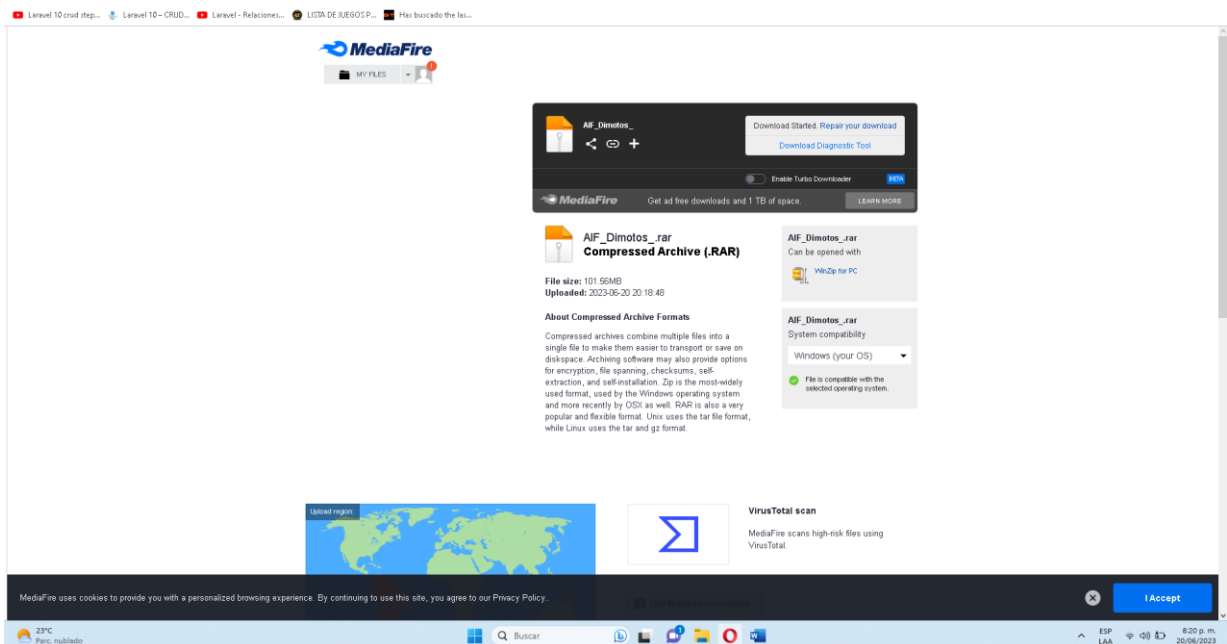 Laravel 10 crud step... Laravel 10 – CRUD... Laravel - Relaciones... LISTA DE JUEGOS P... Has buscado the las...
MediaFire
MY FILES
AIF_Dimotos_
Download Started. Repair your download
Download Diagnostic Tool
Enable Turbo Downloader BETA
MediaFire Get ad free downloads and 1 TB of space. LEARN MORE
AIF_Dimotos_.rar
Compressed Archive (.RAR)
File size: 101.56MB
Uploaded: 2023-06-20 20:18:48
About Compressed Archive Formats
Compressed archives combine multiple files into a
single file to make them easier to transport or save on
diskspace. Archiving software may also provide options
for encryption, file spanning, checksums, self-
extraction, and self-installation. Zip is the most-widely
used format, used by the Windows operating system
and more recently by OSX as well. RAR is also a very
popular and flexible format. Unix uses the tar file format,
while Linux uses the tar and gz format.
AIF_Dimotos_.rar
Can be opened with
WinZip for PC
AIF_Dimotos_.rar
System compatibility
Windows (your OS)
File is compatible with the
selected operating system.
Upload region:
VirusTotal scan
MediaFire scans high-risk files using
VirusTotal.
MediaFire uses cookies to provide you with a personalized browsing experience. By continuing to use this site, you agree to our Privacy Policy..
I Accept
23°C
Parc. nublado
Buscar
ESP
LAA
8:20 p. m.
20/06/2023